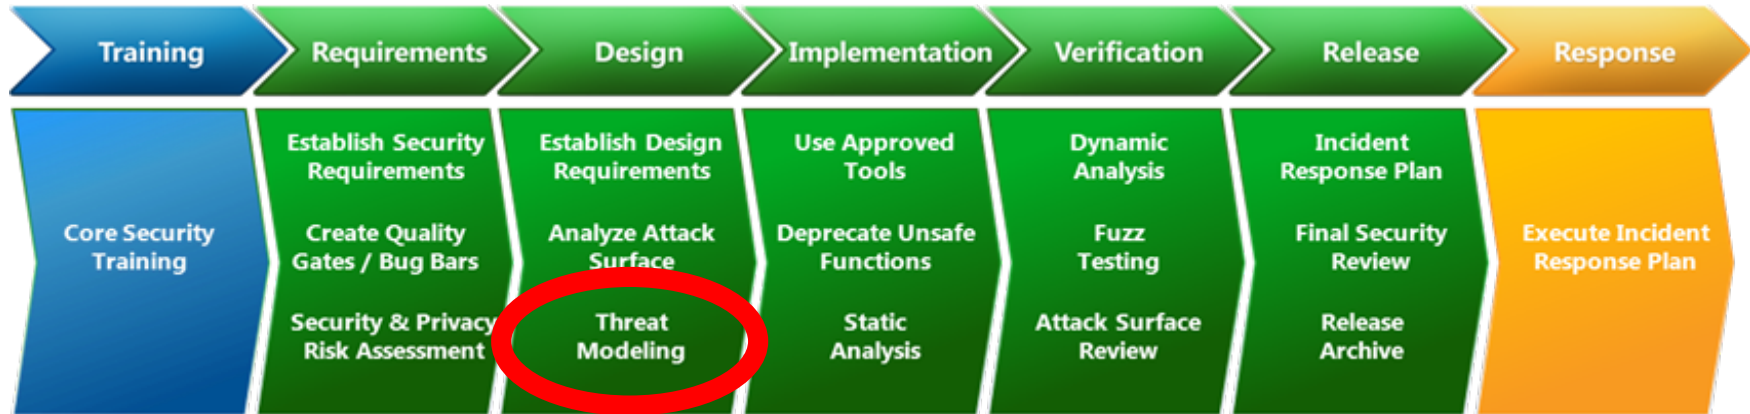 Training
Requirements
Design
Implementation
Verification
Release
Response
Core Security
Training
Establish Security
Requirements
Create Quality
Gates / Bug Bars
Security & Privacy
Risk Assessment
Establish Design
Requirements
Analyze Attack
Surface
Threat
Modeling
Use Approved
Tools
Deprecate Unsafe
Functions
Static
Analysis
Dynamic
Analysis
Fuzz
Testing
Attack Surface
Review
Incident
Response Plan
Final Security
Review
Release
Archive
Execute Incident
Response Plan